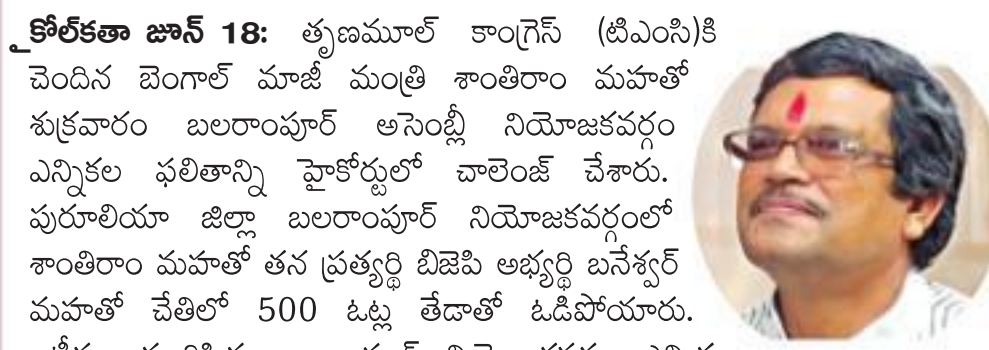 కోల్‌కతా జూన్ 18: తృణమూల్ కాంగ్రెస్ (టిఎంసి)కి
చెందిన బెంగాల్ మాజీ మంత్రి శాంతిరాం మహతో
శుక్రవారం బలరాంపూర్ అసెంబ్లీ నియోజకవర్గం
ఎన్నికల ఫలితాన్ని హైకోర్టులో చాలెంజ్ చేశారు.
పురూలియా జిల్లా బలరాంపూర్ నియోజకవర్గంలో
శాంతిరాం మహతో తన ప్రత్యర్థి బిజెపి అభ్యర్థి బనేశ్వర్
మహతో చేతిలో 500 ఓట్ల తేడాతో ఓడిపోయారు.